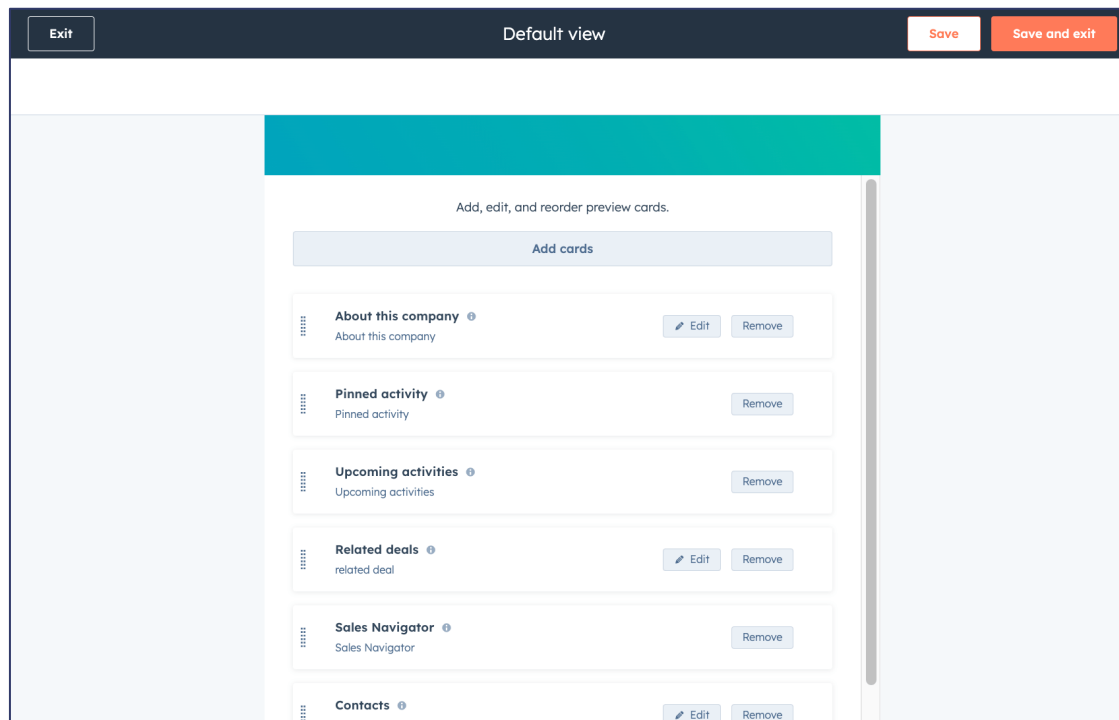 Exit
Default view
Save
Save and exit
Add, edit, and reorder preview cards.
Add cards
About this company
About this company
Edit
Remove
Pinned activity
Pinned activity
Remove
Upcoming activities
Upcoming activities
Remove
Related deals
related deal
Edit
Remove
Sales Navigator
Sales Navigator
Remove
Contacts
Edit
Remove